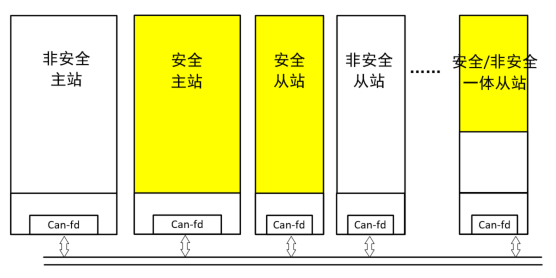 非安全
主站
安全
主站
安全
从站
非安全
从站
......
安全/非安全
一体从站
Can-fd
Can-fd
Can-fd
Can-fd
Can-fd